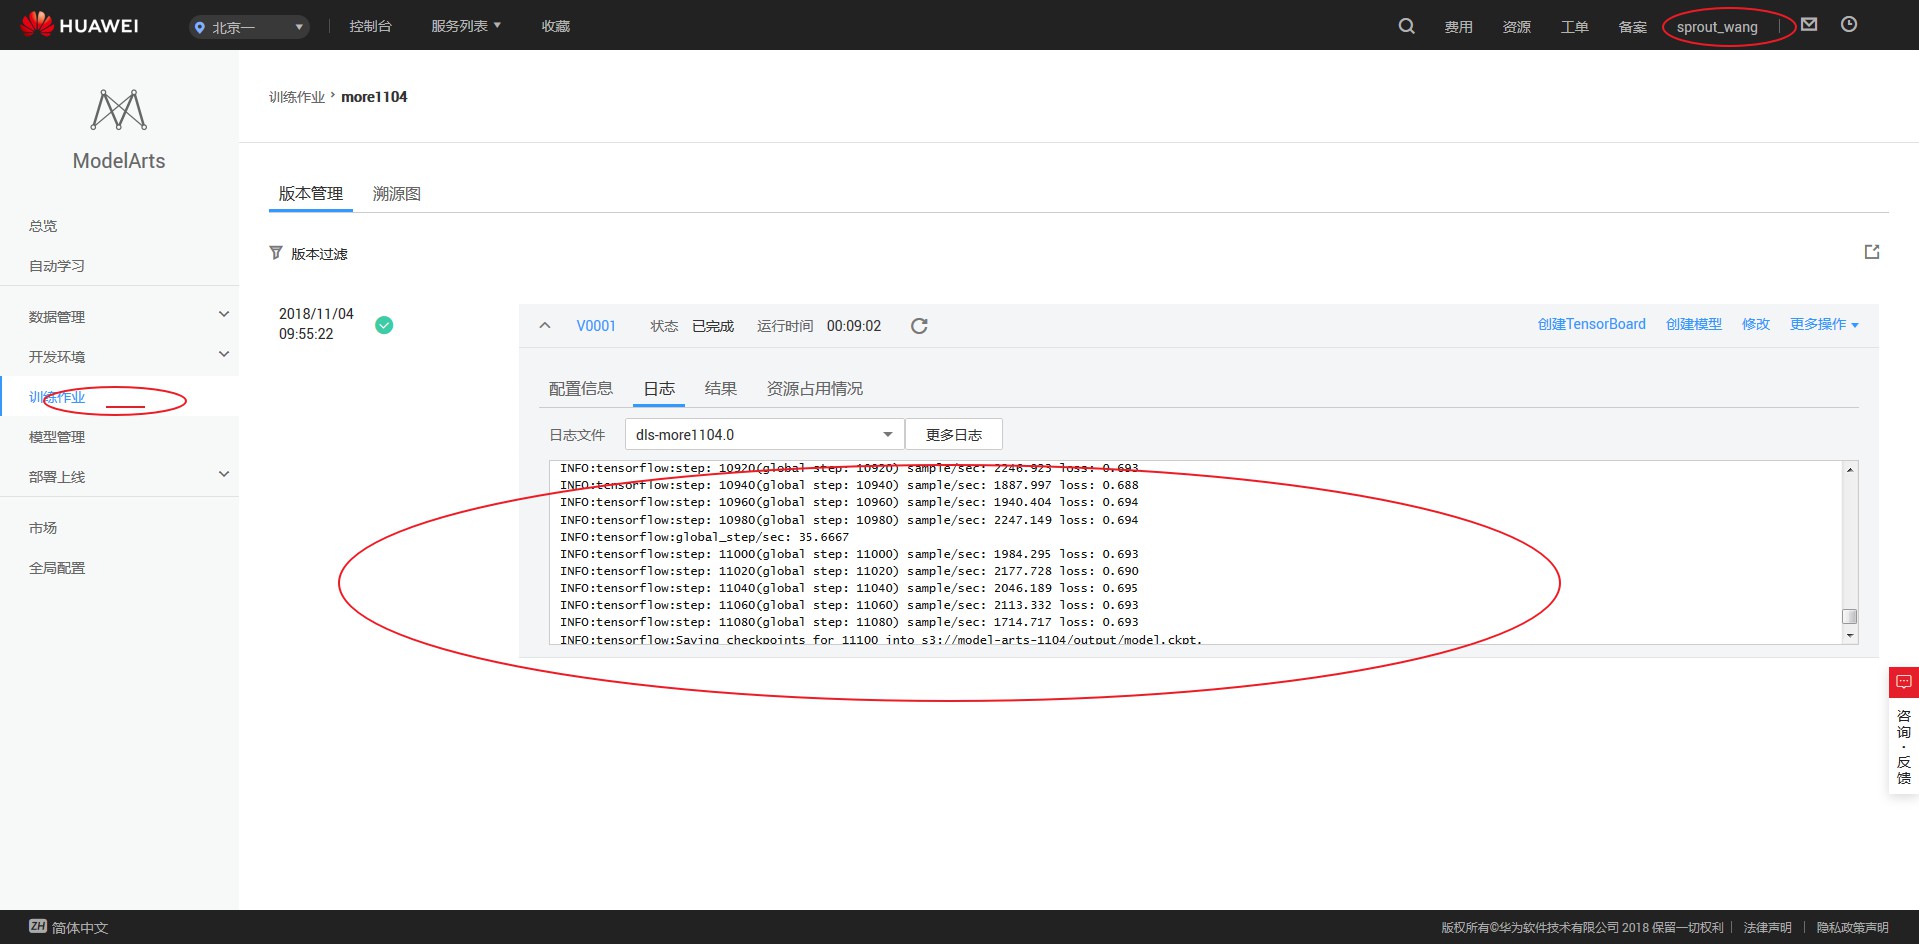 HUAWEI 北京一 控制台 服务列表 收藏 费用 资源 工单 备案 sprout_wang
训练作业 › more1104
ModelArts
版本管理 溯源图
总览
自动学习
数据管理
开发环境
训练作业
模型管理
部署上线
市场
全局配置
版本过滤
2018/11/04
09:55:22
V0001 状态 已完成 运行时间 00:09:02 创建TensorBoard 创建模型 修改 更多操作
配置信息 日志 结果 资源占用情况
日志文件 dls-more1104.0 更多日志
INFO:tensorflow:step: 10920(global step: 10920) sample/sec: 2246.923 loss: 0.693
INFO:tensorflow:step: 10940(global step: 10940) sample/sec: 1887.997 loss: 0.688
INFO:tensorflow:step: 10960(global step: 10960) sample/sec: 1940.404 loss: 0.694
INFO:tensorflow:step: 10980(global step: 10980) sample/sec: 2247.149 loss: 0.694
INFO:tensorflow:global_step/sec: 35.6667
INFO:tensorflow:step: 11000(global step: 11000) sample/sec: 1984.295 loss: 0.693
INFO:tensorflow:step: 11020(global step: 11020) sample/sec: 2177.728 loss: 0.690
INFO:tensorflow:step: 11040(global step: 11040) sample/sec: 2046.189 loss: 0.695
INFO:tensorflow:step: 11060(global step: 11060) sample/sec: 2113.332 loss: 0.693
INFO:tensorflow:step: 11080(global step: 11080) sample/sec: 1714.717 loss: 0.693
INFO:tensorflow:Saving checkpoints for 11100 into s3://model-arts-1104/output/model.ckpt.
咨询·反馈
ZH 简体中文 版权所有©华为软件技术有限公司 2018 保留一切权利 法律声明 隐私政策声明